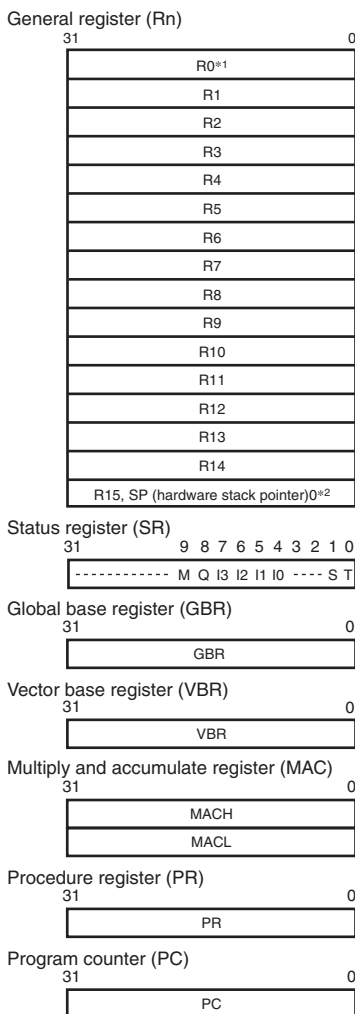 General register (Rn)
31 0
R0*1
R1
R2
R3
R4
R5
R6
R7
R8
R9
R10
R11
R12
R13
R14
R15, SP (hardware stack pointer)0*2
Status register (SR)
31 9 8 7 6 5 4 3 2 1 0
------------ M Q I3 I2 I1 I0 ---- S T
Global base register (GBR)
31 0
GBR
Vector base register (VBR)
31 0
VBR
Multiply and accumulate register (MAC)
31 0
MACH
MACL
Procedure register (PR)
31 0
PR
Program counter (PC)
31 0
PC